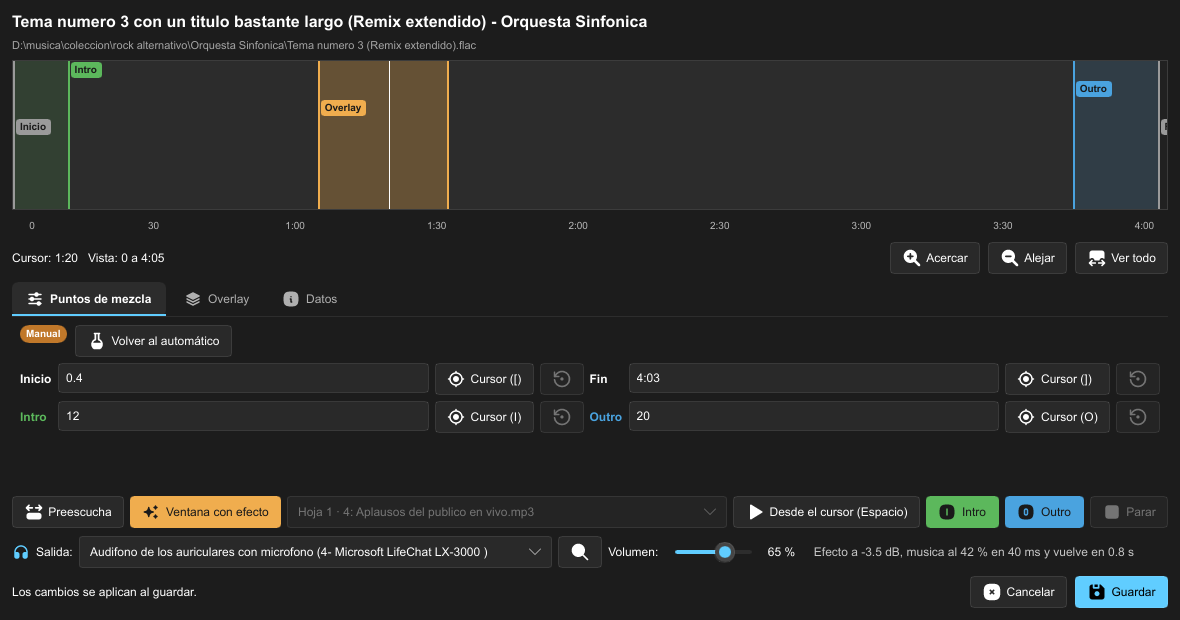 Tema numero 3 con un titulo bastante largo (Remix extendido) - Orquesta Sinfonica
D:\musica\coleccion\rock alternativo\Orquesta Sinfonica\Tema numero 3 (Remix extendido).flac
Intro
Outro
Overlay
Inicio
0 30 1:00 1:30 2:00 2:30 3:00 3:30 4:00
Cursor: 1:20 Vista: 0 a 4:05 Acercar Alejar Ver todo
Puntos de mezcla Overlay Datos
Manual Volver al automático
Inicio 0.4 Cursor ([) Fin 4:03 Cursor (])
Intro 12 Cursor (I) Outro 20 Cursor (O)
Preescucha Ventana con efecto Hoja 1 · 4: Aplausos del publico en vivo.mp3 Desde el cursor (Espacio) I Intro O Outro Parar
Salida: Audifono de los auriculares con microfono (4- Microsoft LifeChat LX-3000 ) Volumen: 65 % Efecto a -3.5 dB, musica al 42 % en 40 ms y vuelve en 0.8 s
Los cambios se aplican al guardar. Cancelar Guardar